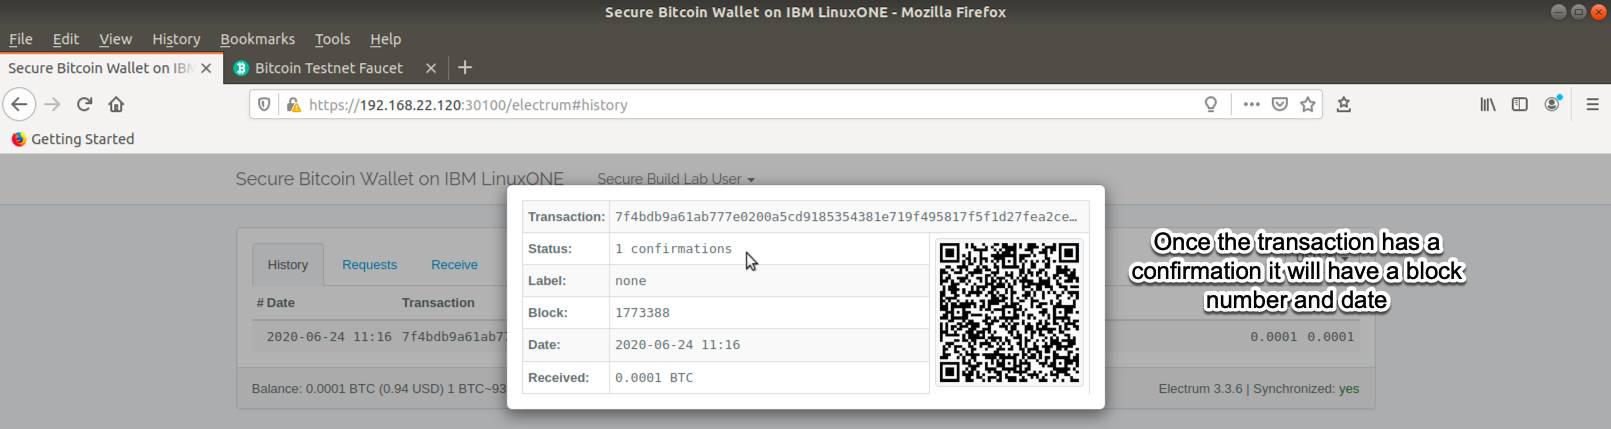 Secure Bitcoin Wallet on IBM LinuxONE - Mozilla Firefox
File Edit View History Bookmarks Tools Help
Secure Bitcoin Wallet on IBM
Bitcoin Testnet Faucet
https://192.168.22.120:30100/electrum#history
Getting Started
Secure Bitcoin Wallet on IBM LinuxONE Secure Build Lab User
Transaction: 7f4bdb9a61ab777e0200a5cd9185354381e719f495817f5f1d27fea2ce…
Status: 1 confirmations
Label: none
Block: 1773388
Date: 2020-06-24 11:16
Received: 0.0001 BTC
Once the transaction has a
confirmation it will have a block
number and date
History Requests Receive
# Date Transaction
2020-06-24 11:16 7f4bdb9a61ab7 0.0001 0.0001
Balance: 0.0001 BTC (0.94 USD) 1 BTC~93 Electrum 3.3.6 | Synchronized: yes